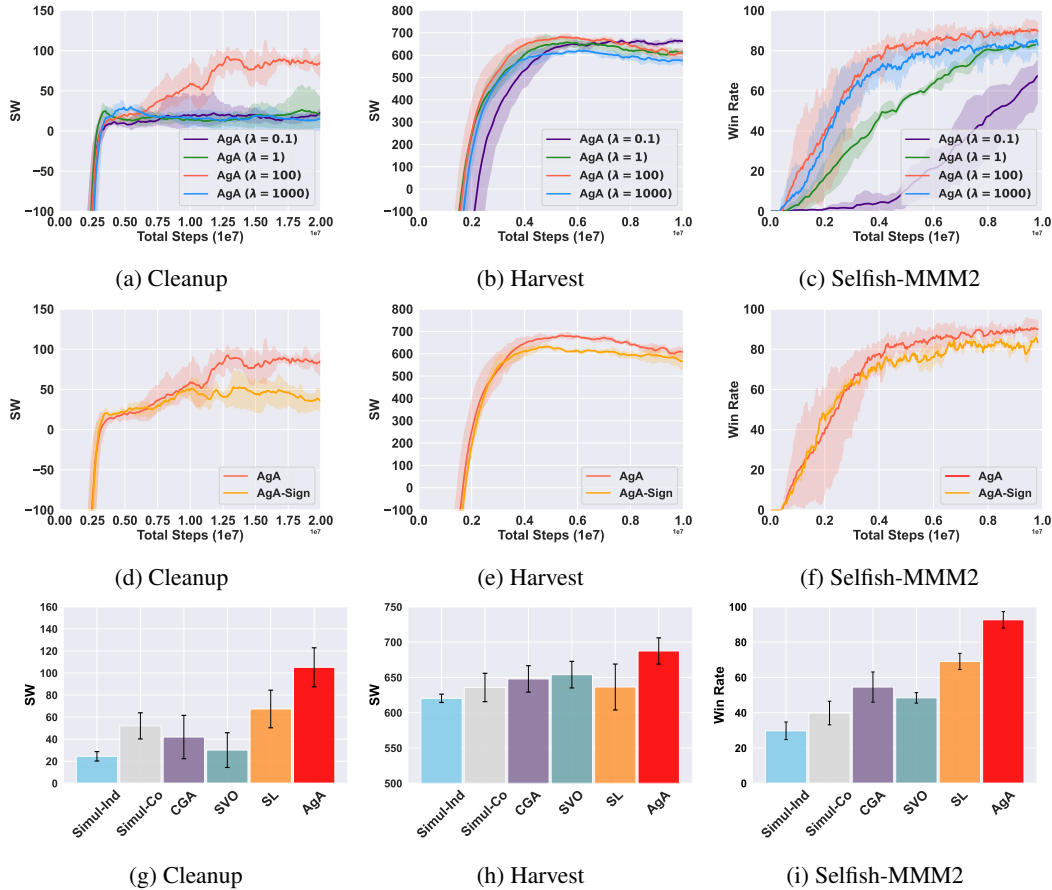 150
100
50
0
−50
−100
SW
AgA (λ = 0.1)
AgA (λ = 1)
AgA (λ = 100)
AgA (λ = 1000)
0.00 0.25 0.50 0.75 1.00 1.25 1.50 1.75 2.00
Total Steps (1e7)
1e7
(a) Cleanup
800
700
600
500
400
300
200
100
0
−100
SW
AgA (λ = 0.1)
AgA (λ = 1)
AgA (λ = 100)
AgA (λ = 1000)
0.0 0.2 0.4 0.6 0.8 1.0
Total Steps (1e7)
1e7
(b) Harvest
100
80
60
40
20
0
Win Rate
AgA (λ = 0.1)
AgA (λ = 1)
AgA (λ = 100)
AgA (λ = 1000)
0.0 0.2 0.4 0.6 0.8 1.0
Total Steps (1e7)
1e7
(c) Selfish-MMM2
150
100
50
0
−50
−100
SW
AgA
AgA-Sign
0.00 0.25 0.50 0.75 1.00 1.25 1.50 1.75 2.00
Total Steps (1e7)
1e7
(d) Cleanup
800
700
600
500
400
300
200
100
0
−100
SW
AgA
AgA-Sign
0.0 0.2 0.4 0.6 0.8 1.0
Total Steps (1e7)
1e7
(e) Harvest
100
80
60
40
20
0
Win Rate
AgA
AgA-Sign
0.0 0.2 0.4 0.6 0.8 1.0
Total Steps (1e7)
1e7
(f) Selfish-MMM2
160
140
120
100
80
60
40
20
0
SW
Simul-Ind Simul-Co CGA SVO SL AgA
(g) Cleanup
750
700
650
600
550
500
SW
Simul-Ind Simul-Co CGA SVO SL AgA
(h) Harvest
100
80
60
40
20
0
Win Rate
Simul-Ind Simul-Co CGA SVO SL AgA
(i) Selfish-MMM2